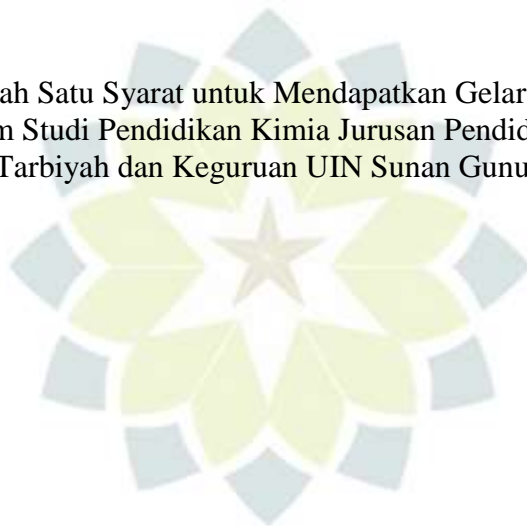 ah Satu Syarat untuk Mendapatkan Gelar
n Studi Pendidikan Kimia Jurusan Pendid
Tarbiyah dan Keguruan UIN Sunan Gunu